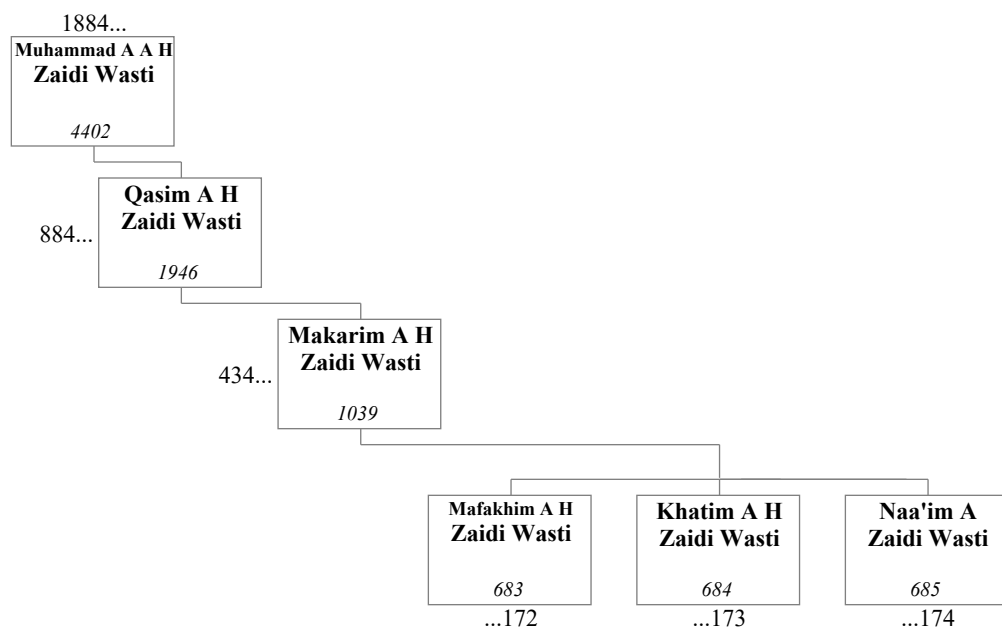 1884...
Muhammad A A H
Zaidi Wasti
4402
Qasim A H
Zaidi Wasti
884...
1946
Makarim A H
Zaidi Wasti
434...
1039
Mafakhim A H
Zaidi Wasti
683
...172
Khatim A H
Zaidi Wasti
684
...173
Naa'im A
Zaidi Wasti
685
...174